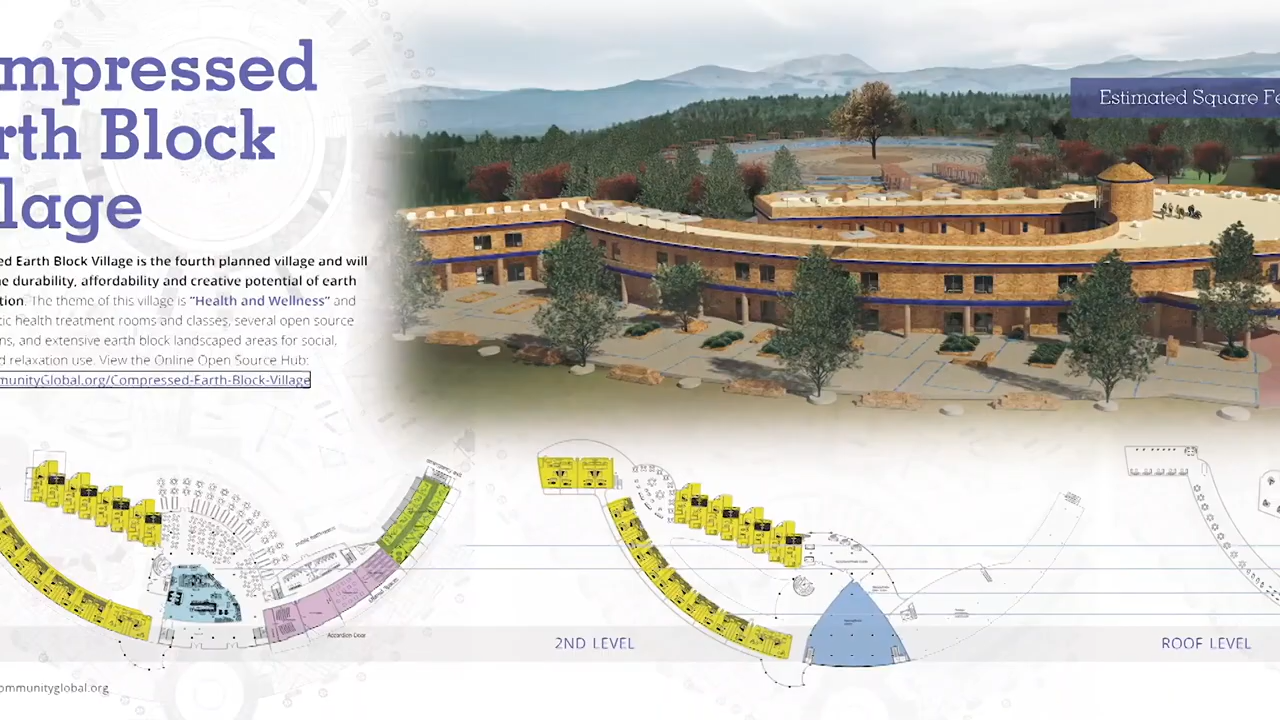 mpressed
rth Block
lage
Estimated Square Fe
ed Earth Block Village is the fourth planned village and will
e durability, affordability and creative potential of earth
tion. The theme of this village is "Health and Wellness" and
tic health treatment rooms and classes, several open source
ns, and extensive earth block landscaped areas for social,
d relaxation use. View the Online Open Source Hub:
munityGlobal.org/Compressed-Earth-Block-Village
Accordion Door
2ND LEVEL
ROOF LEVEL
ommunityglobal.org